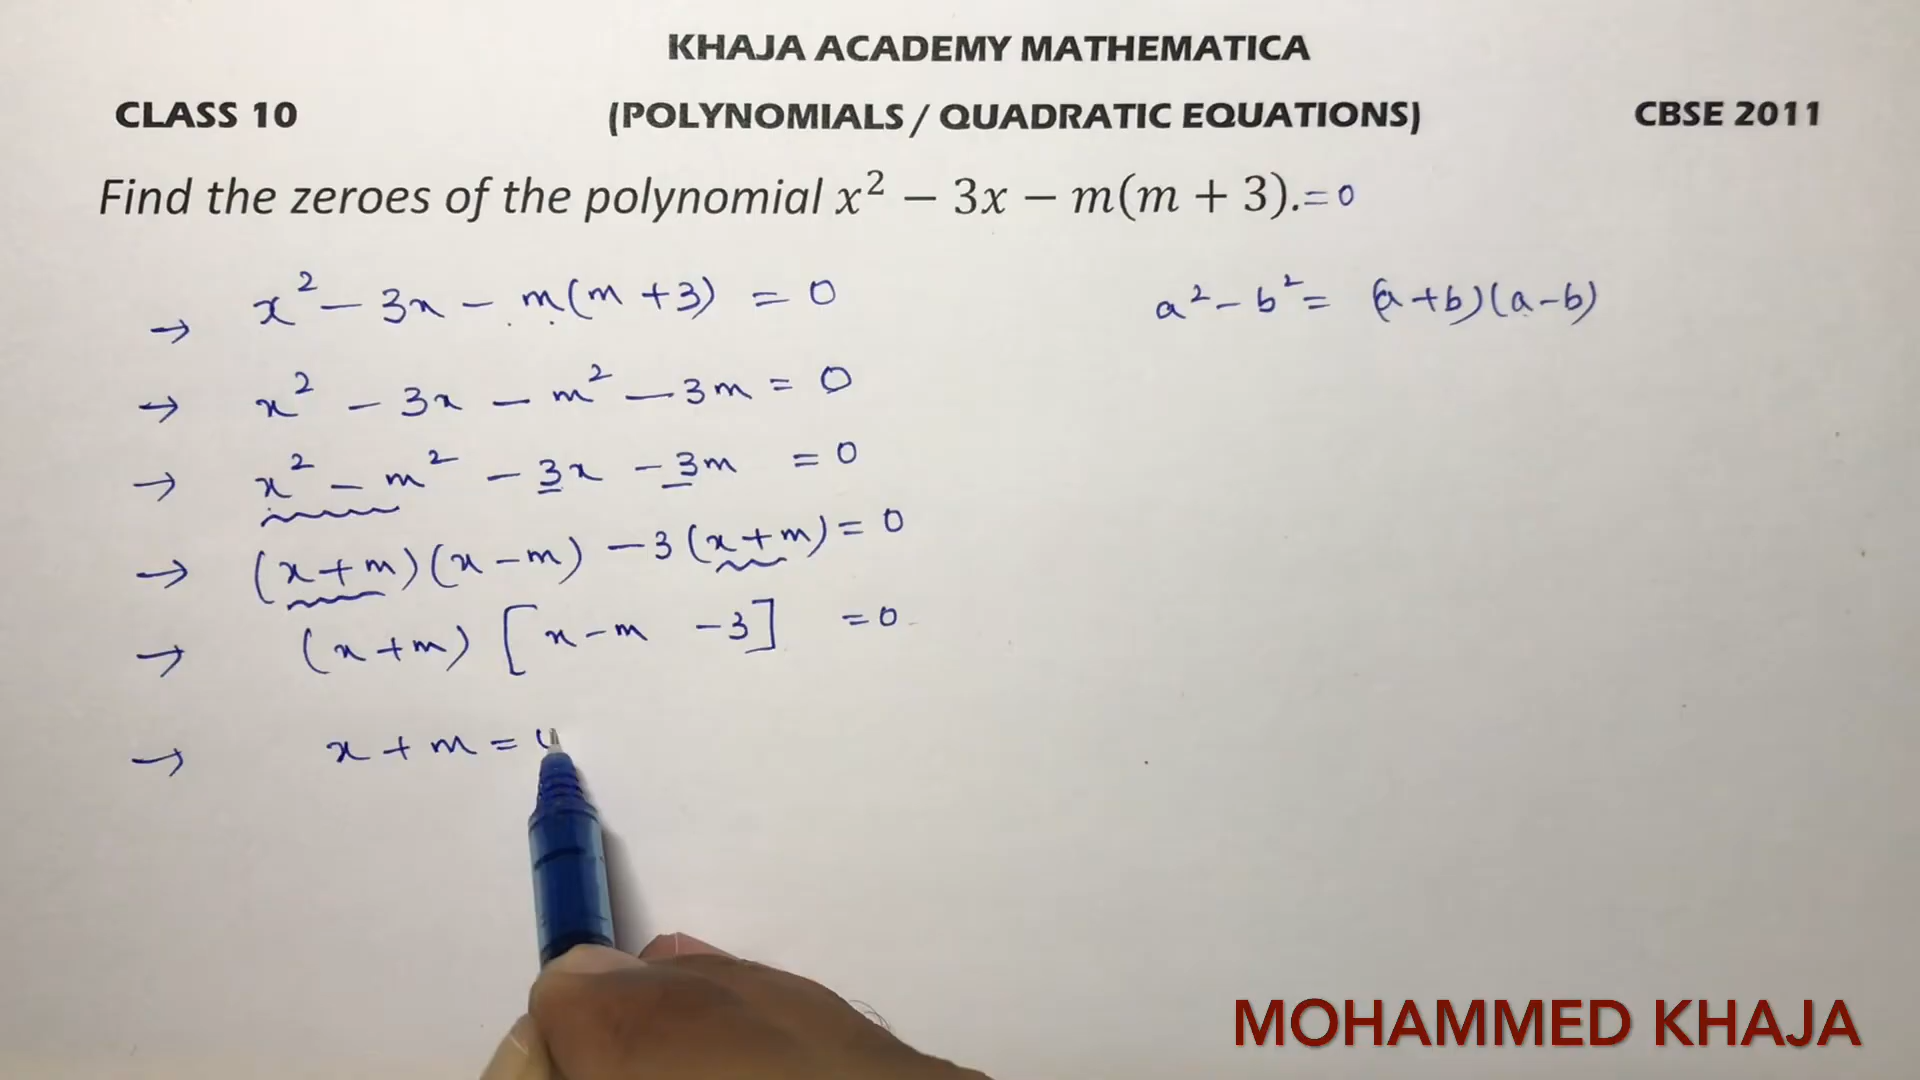 KHAJA ACADEMY MATHEMATICA
CLASS 10 (POLYNOMIALS / QUADRATIC EQUATIONS) CBSE 2011
Find the zeroes of the polynomial x² − 3x − m(m + 3). = 0
→ x² − 3x − m(m + 3) = 0
a² − b² = (a + b)(a − b)
→ x² − 3x − m² − 3m = 0
→ x² − m² − 3x − 3m = 0
→ (x + m)(x − m) − 3(x + m) = 0
→ (x + m) [x − m − 3] = 0
→ x + m =
MOHAMMED KHAJA